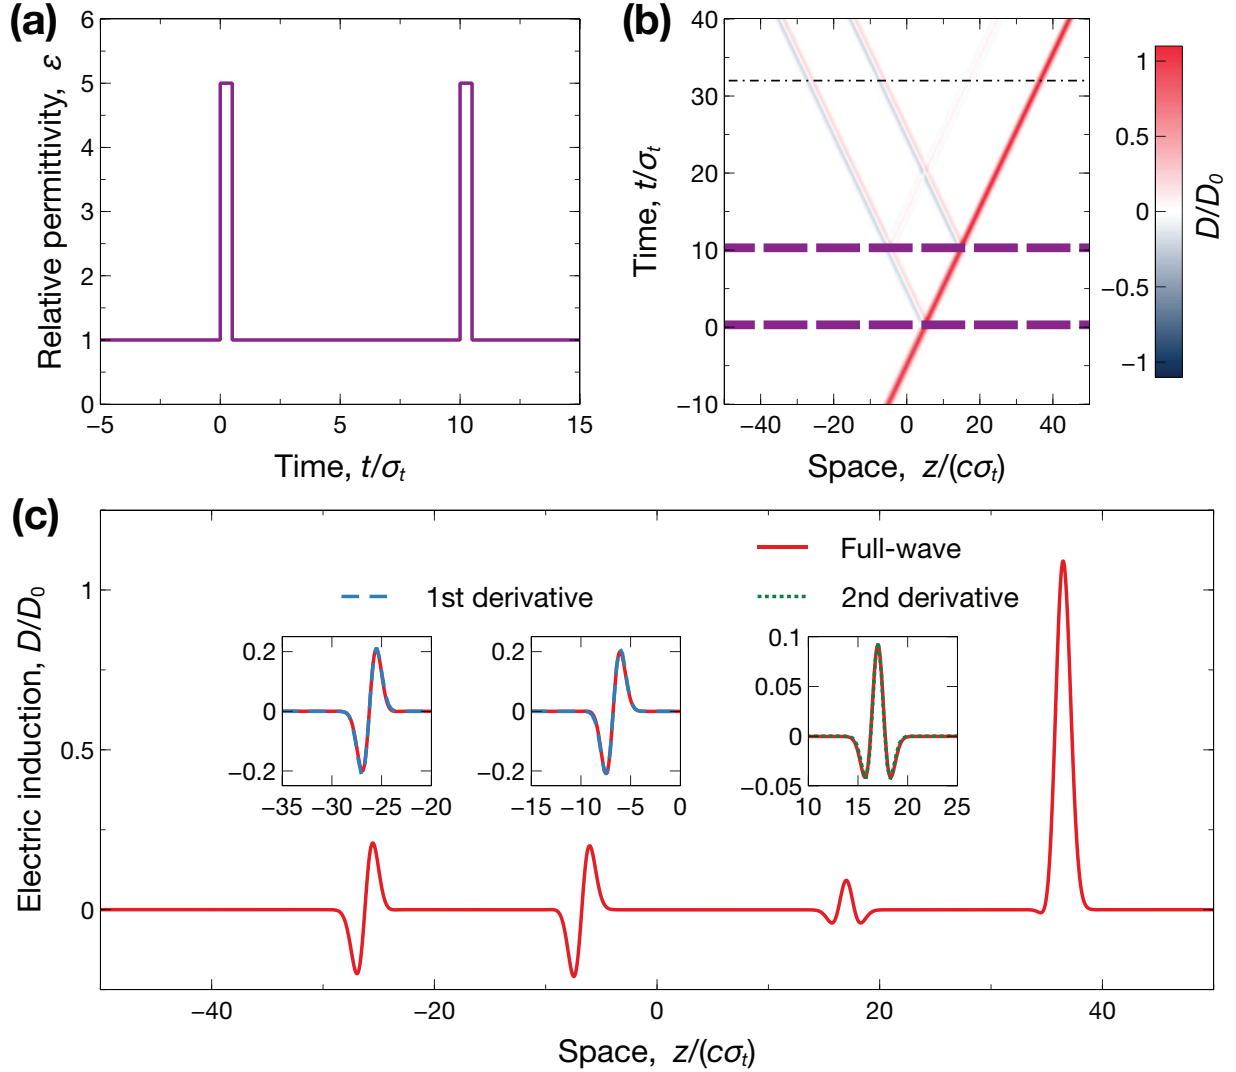 (a)
Relative permittivity, ε
6
5
4
3
2
1
0
−5
0
5
10
15
Time, t/σt
(b)
Time, t/σt
40
30
20
10
0
−10
−40
−20
0
20
40
Space, z/(cσt)
1
0.5
0
−0.5
−1
D/D0
(c)
Electric induction, D/D0
1
0.5
0
Full-wave
1st derivative
2nd derivative
0.2
0
−0.2
−35 −30 −25 −20
0.2
0
−0.2
−15 −10 −5 0
0.1
0.05
0
−0.05
10 15 20 25
−40
−20
0
20
40
Space, z/(cσt)